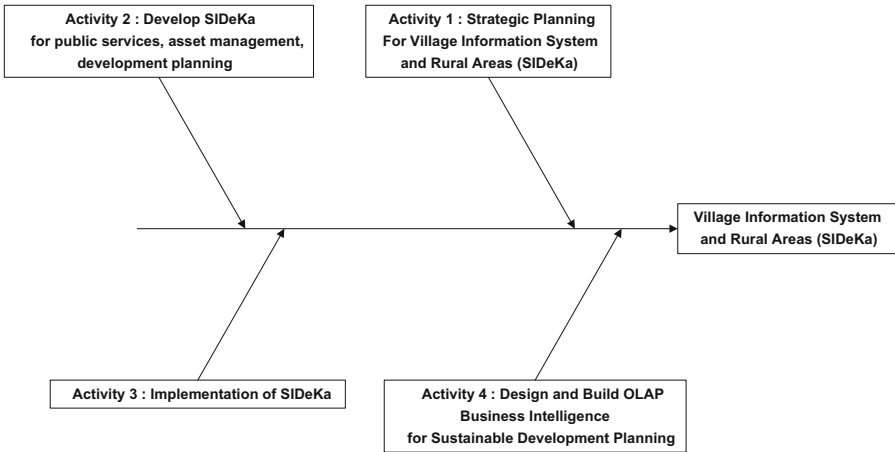 Activity 2 : Develop SIDeKa
for public services, asset management,
development planning
Activity 1 : Strategic Planning
For Village Information System
and Rural Areas (SIDeKa)
Village Information System
and Rural Areas (SIDeKa)
Activity 3 : Implementation of SIDeKa
Activity 4 : Design and Build OLAP
Business Intelligence
for Sustainable Development Planning